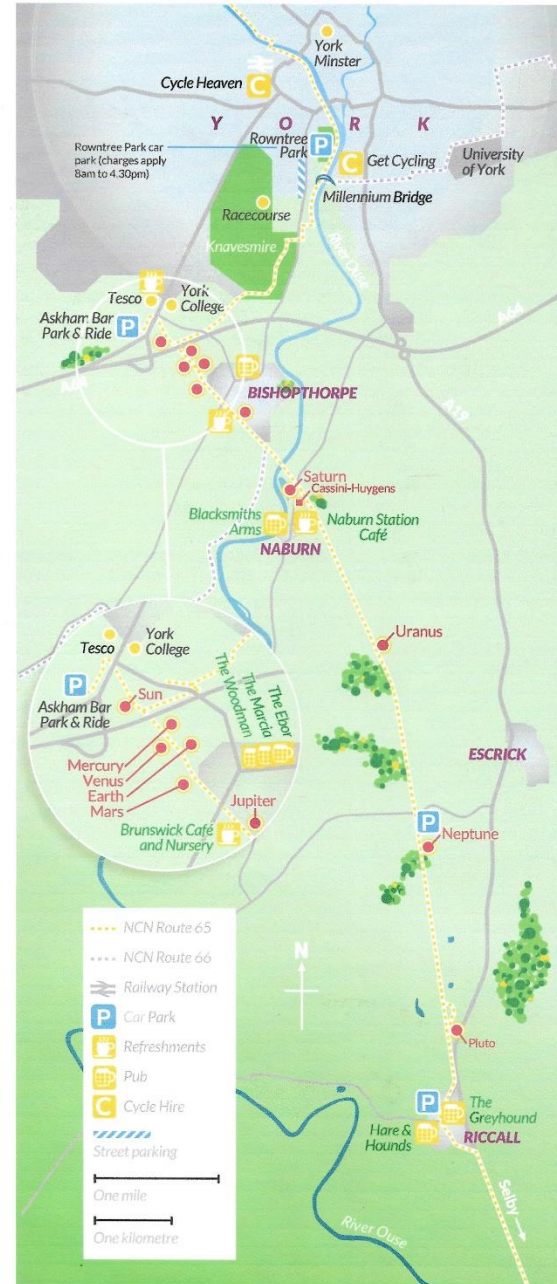 York
Minster
Cycle Heaven
C
Y O R K
Rowntree
Park
P
Rowntree Park car
park (charges apply
8am to 4.30pm)
C
Get Cycling
University
of York
Millennium Bridge
Racecourse
Knavesmire
River Ouse
Tesco
York
College
Askham Bar
Park & Ride
P
A64
A64
BISHOPTHORPE
A19
Saturn
Cassini-Huygens
Blacksmiths
Arms
Naburn Station
Café
NABURN
Uranus
Tesco
York
College
P
Askham Bar
Park & Ride
Sun
The Woodman
The Marcia
The Ebor
Mercury
Venus
Earth
Mars
Jupiter
Brunswick Café
and Nursery
ESCRICK
P
Neptune
NCN Route 65
NCN Route 66
Railway Station
P
Car Park
Refreshments
Pub
C
Cycle Hire
Street parking
One mile
One kilometre
N
Pluto
P
The
Greyhound
Hare &
Hounds
RICCALL
River Ouse
Selby